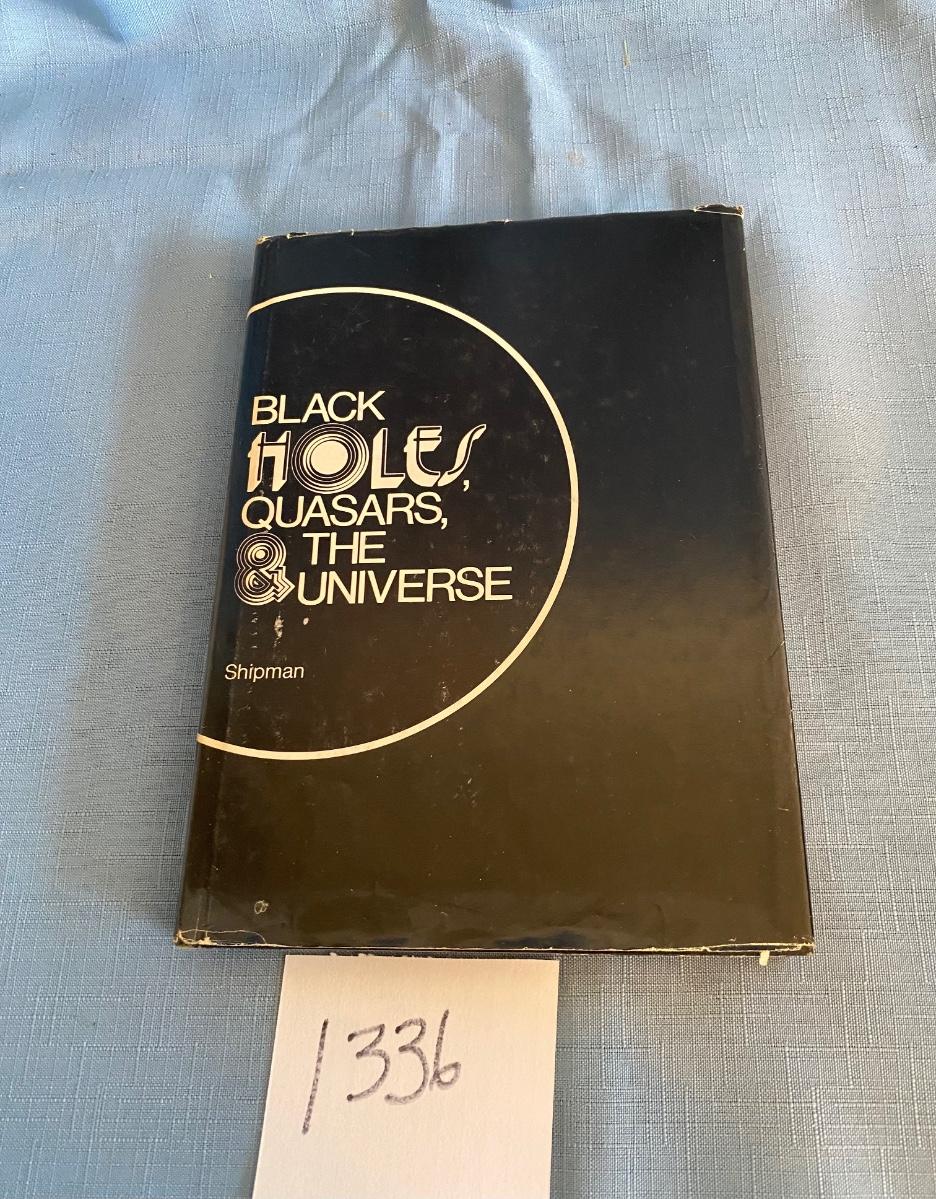 BLACK
HOLES,
QUASARS,
& THE
UNIVERSE
Shipman
1336